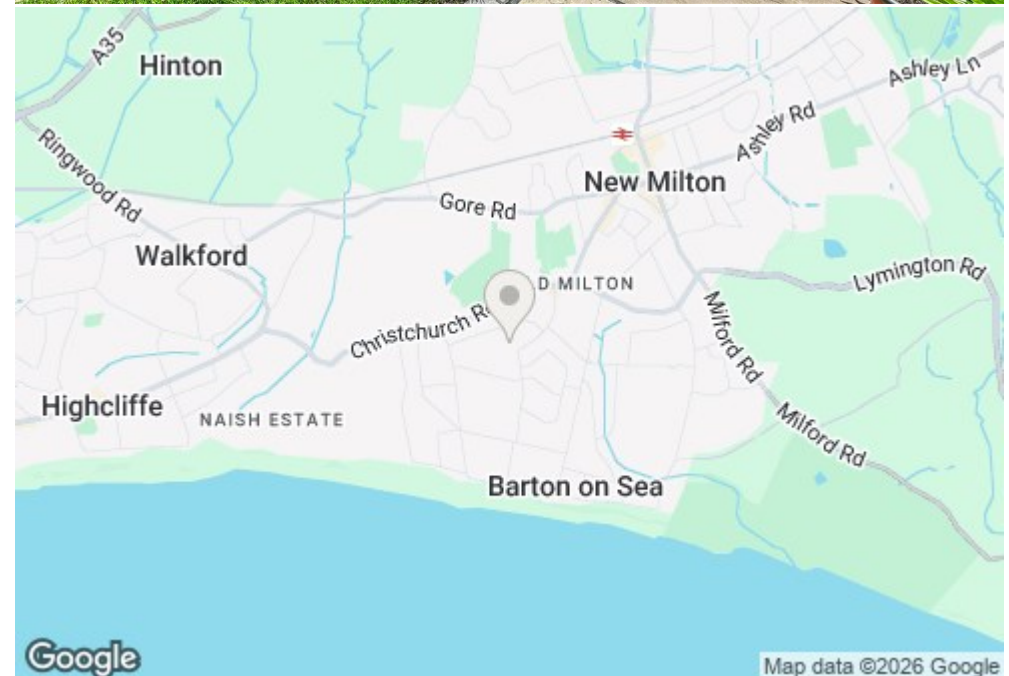 A35
Hinton
Ashley Ln
Ashley Rd
Ringwood Rd
New Milton
Gore Rd
Walkford
D MILTON
Lymington Rd
Christchurch R
Milford Rd
Highcliffe
NAISH ESTATE
Milford Rd
Barton on Sea
Google
Map data ©2026 Google